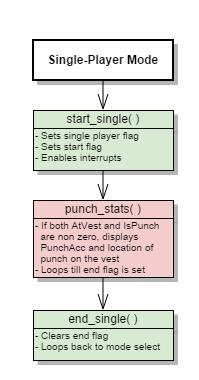 Single-Player Mode
start_single( )
- Sets single player flag
- Sets start flag
- Enables interrupts
punch_stats( )
- If both AtVest and IsPunch
are non zero, displays
PunchAcc and location of
punch on the vest
- Loops till end flag is set
end_single( )
- Clears end flag
- Loops back to mode select